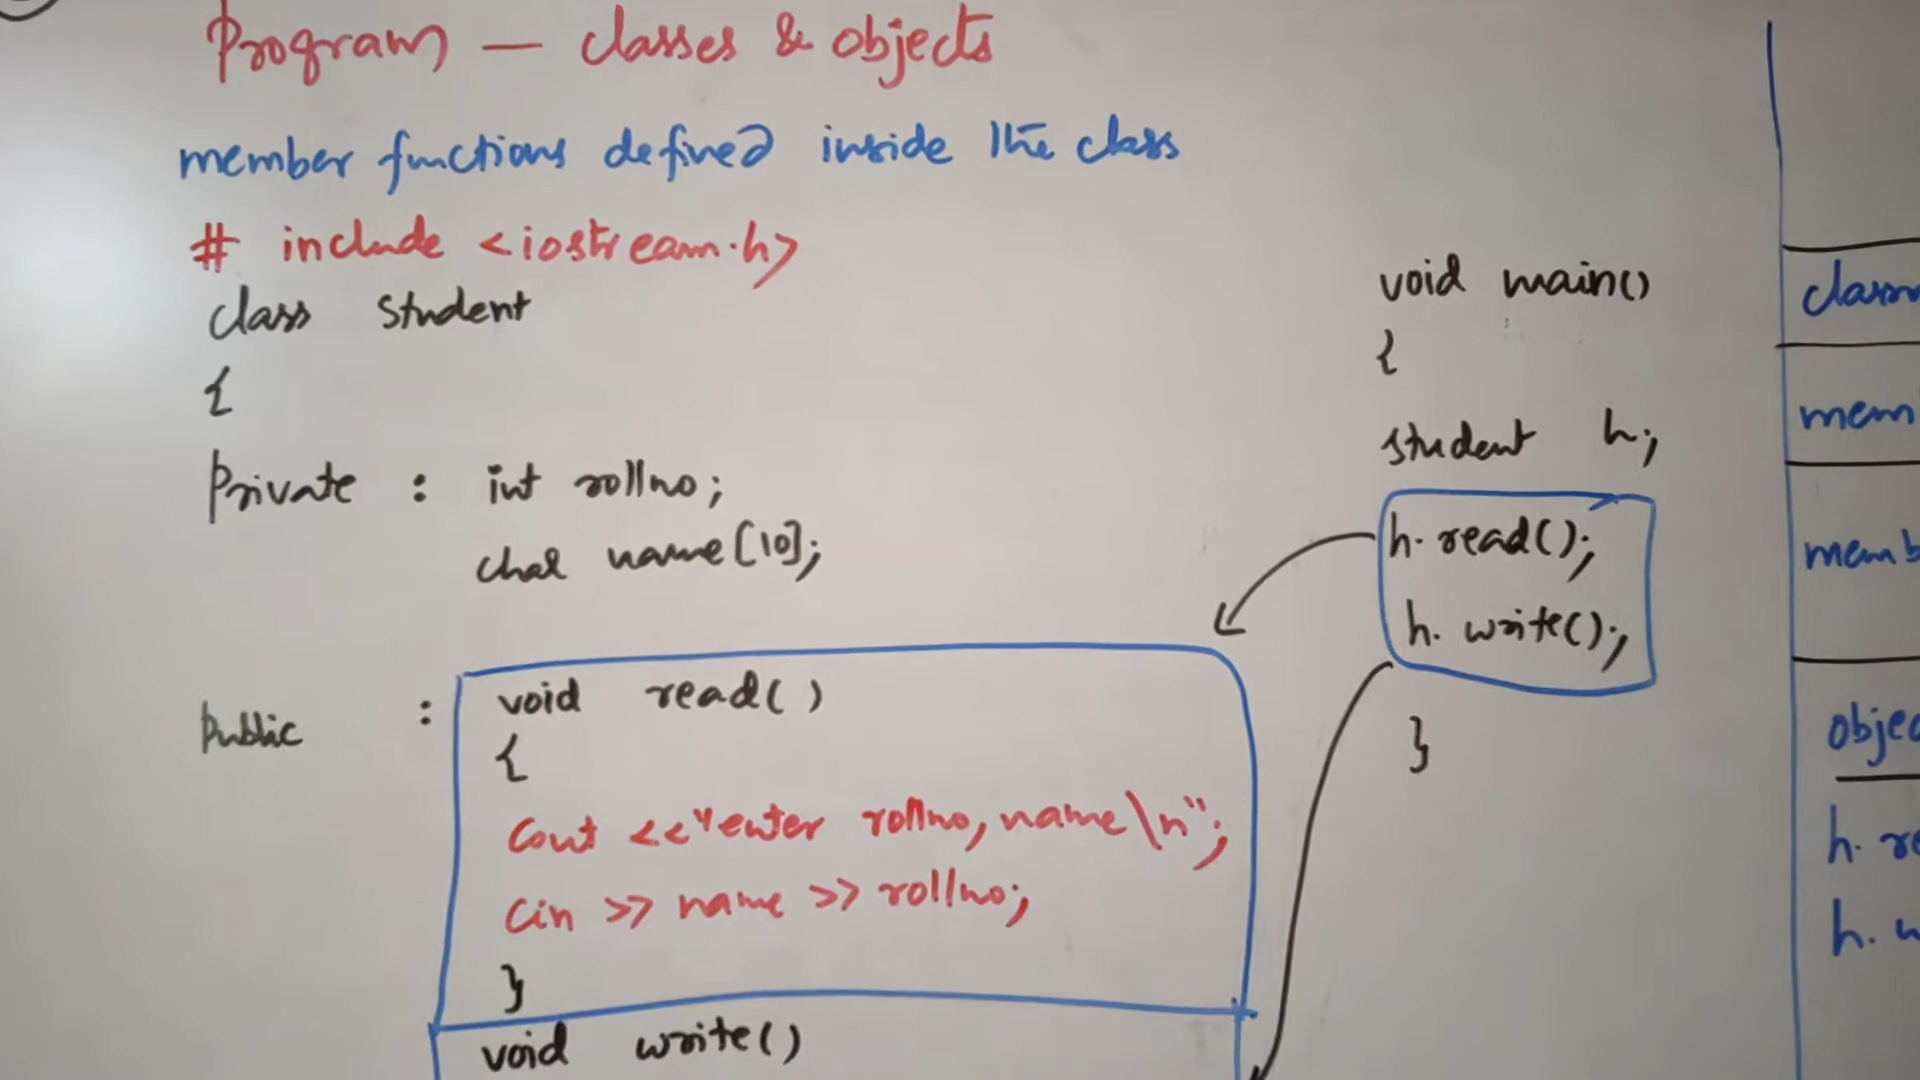 Program — classes & objects
member functions defined inside the class
# include <iostream.h>
class student
{
Private : int rollno;
char name[10];
Public :
void read()
{
Cout <<"enter rollno, name\n";
Cin >> name >> rollno;
}
void write()
void main()
{
student h;
h. read();
h. write();
}
h.
h.